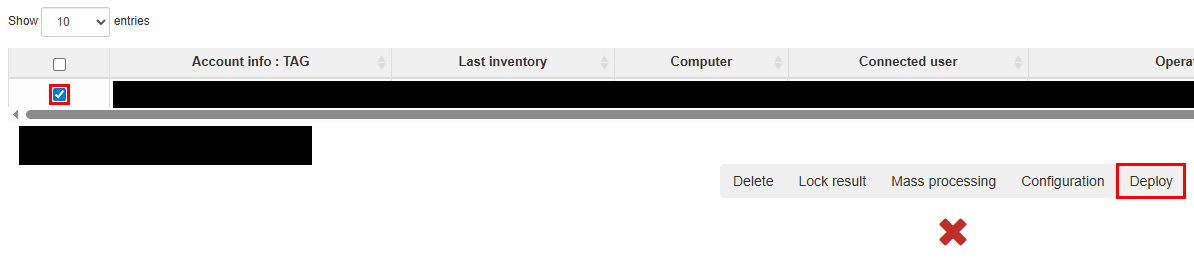 Show 10 entries
Account info : TAG Last inventory Computer Connected user Operat
Delete Lock result Mass processing Configuration Deploy